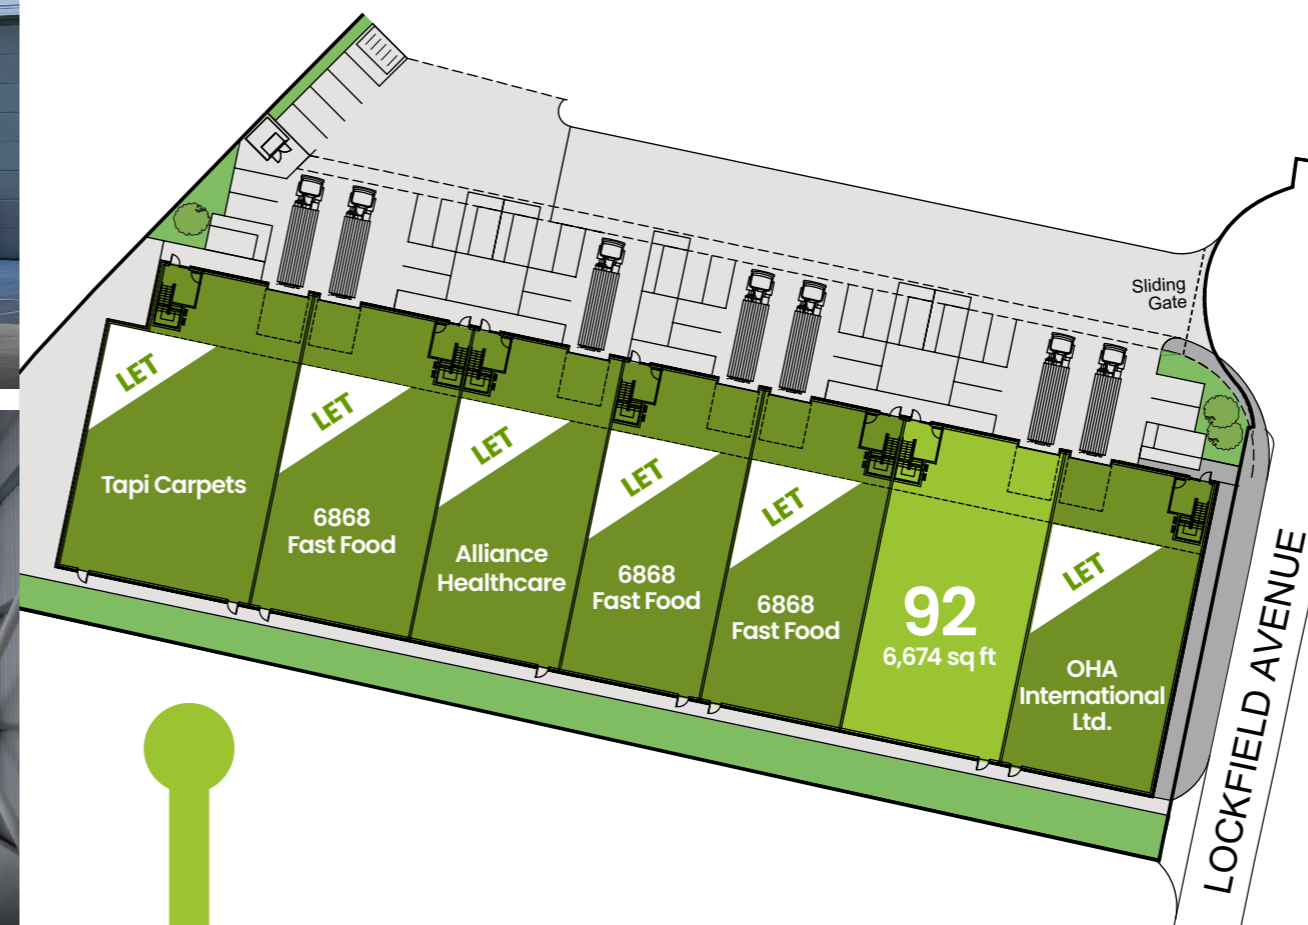 Sliding
Gate
LET
Tapi Carpets
LET
6868
Fast Food
LET
Alliance
Healthcare
LET
6868
Fast Food
LET
6868
Fast Food
92
6,674 sq ft
LET
OHA
International
Ltd.
LOCKFIELD AVENUE